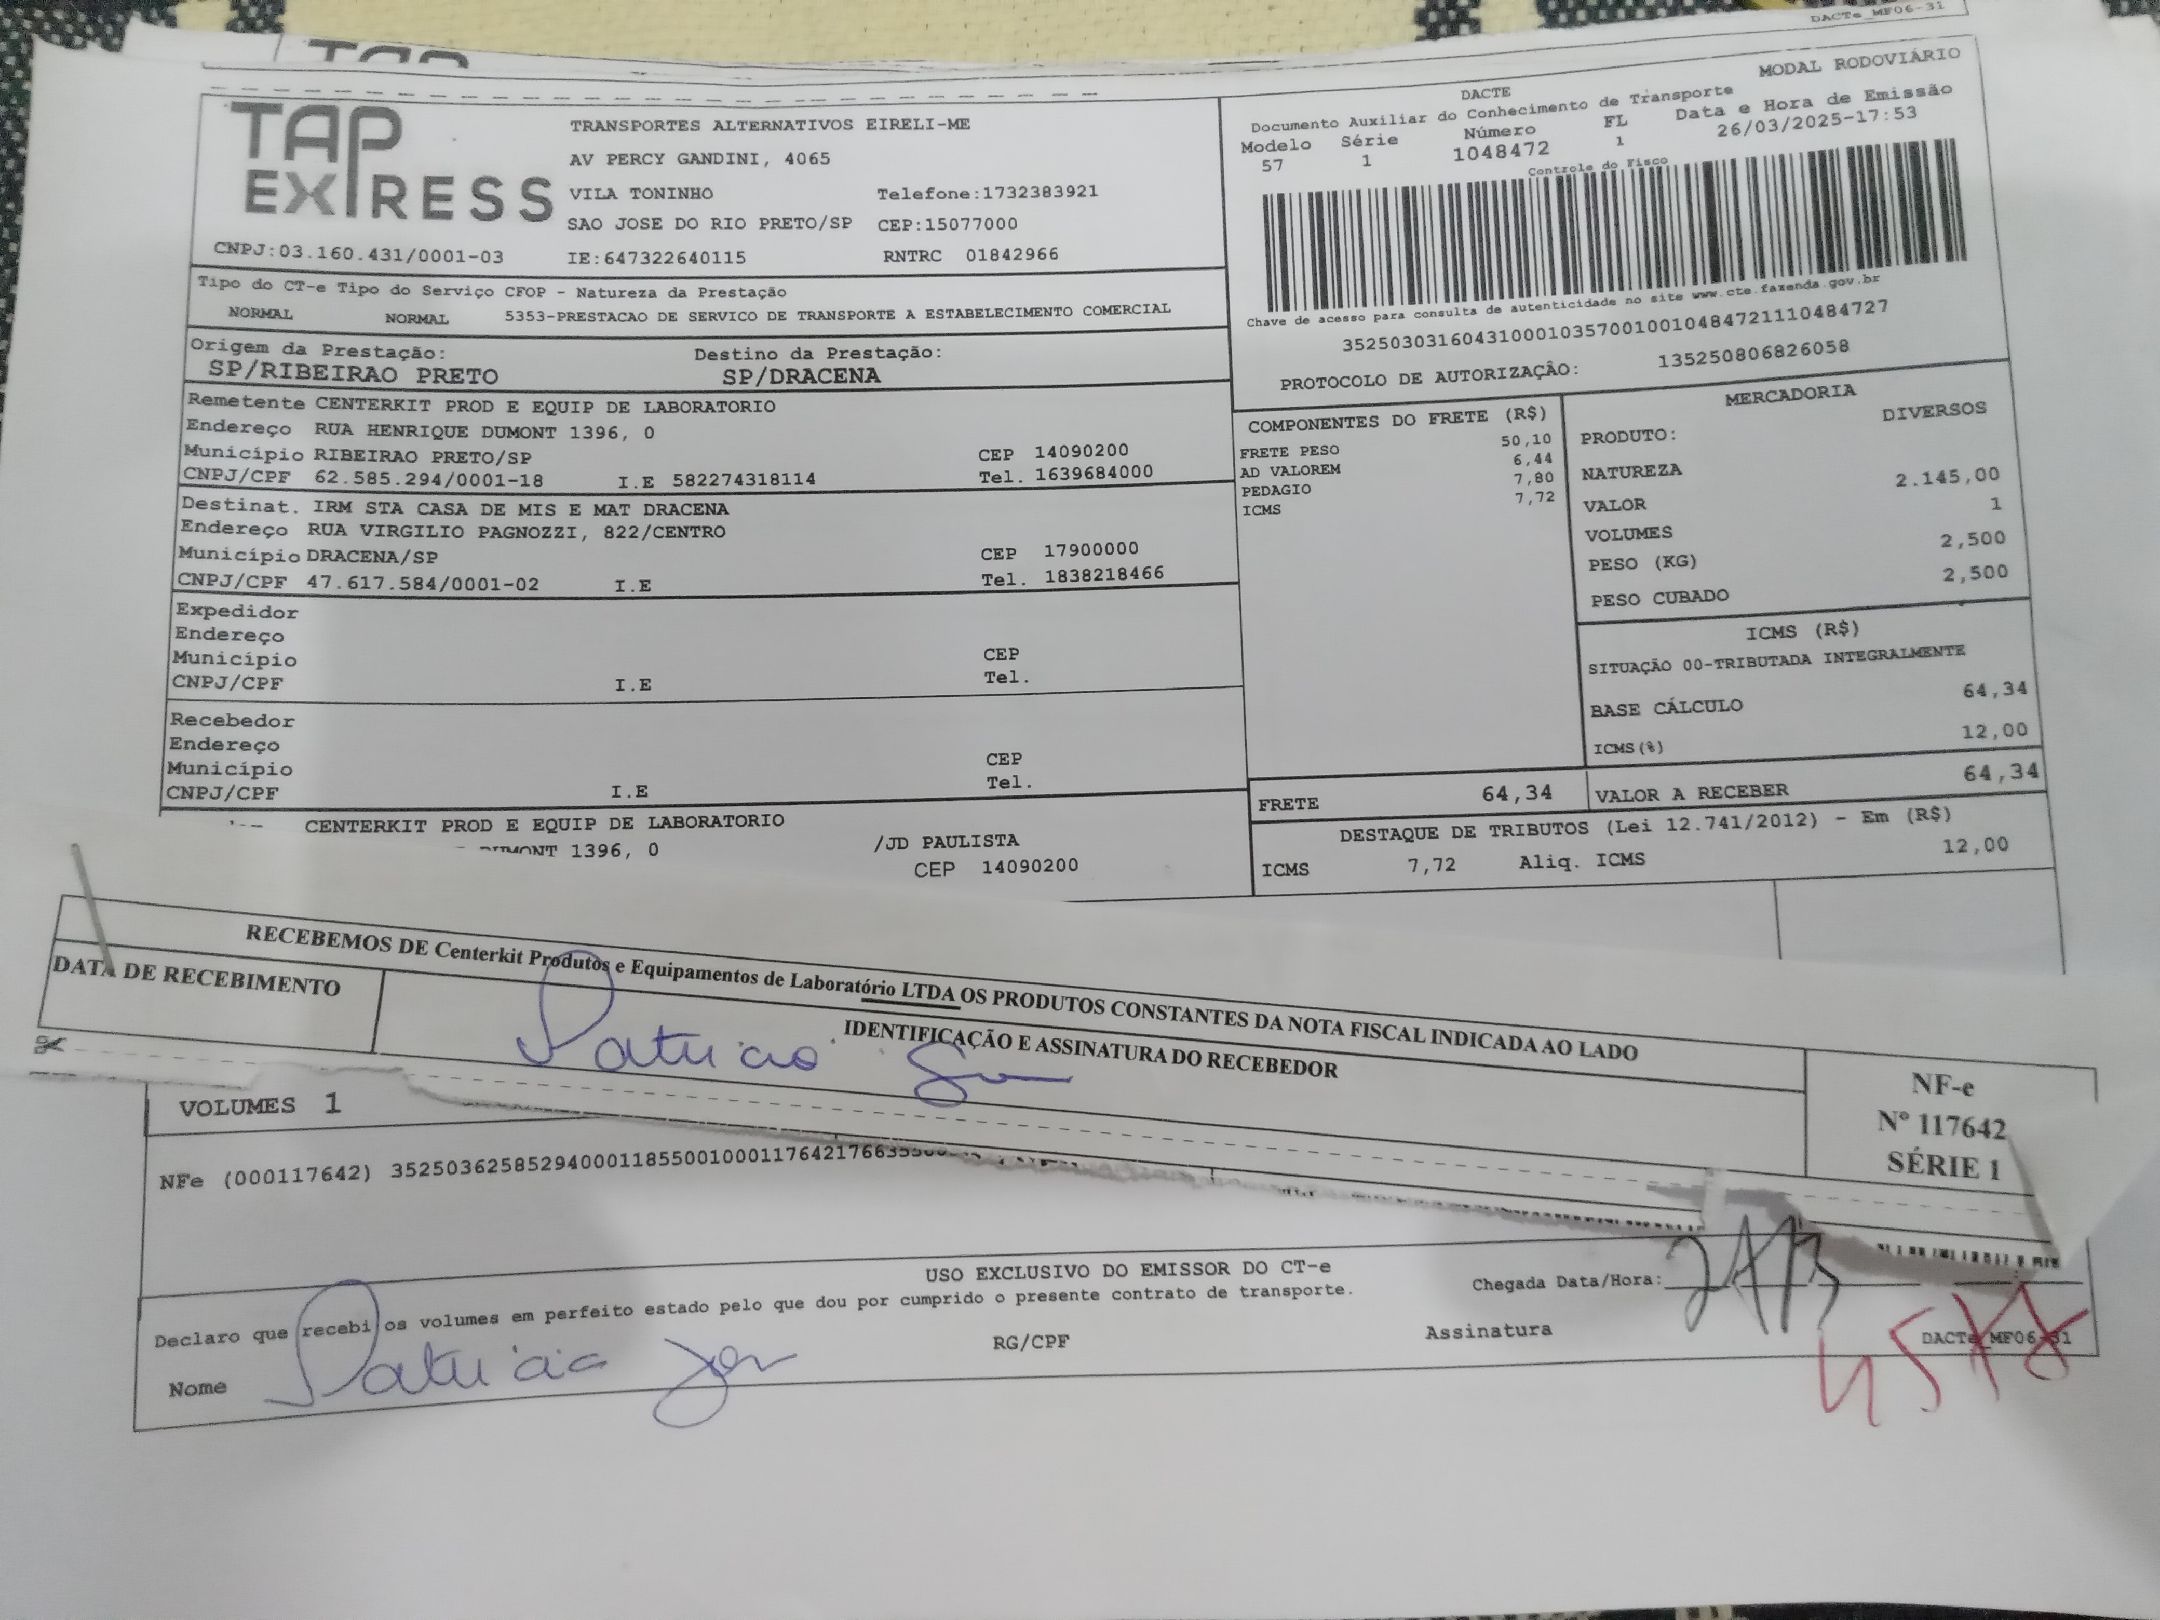 DACTe_MF06-31
MODAL RODOVIÁRIO
TAP EXPRESS
TRANSPORTES ALTERNATIVOS EIRELI-ME
AV PERCY GANDINI, 4065
VILA TONINHO Telefone:1732383921
SAO JOSE DO RIO PRETO/SP CEP:15077000
CNPJ:03.160.431/0001-03 IE:647322640115 RNTRC 01842966
DACTE
Documento Auxiliar do Conhecimento de Transporte
Modelo Série Número FL Data e Hora de Emissão
57 1 1048472 1 26/03/2025-17:53
Controle do Fisco
Chave de acesso para consulta de autenticidade no site www.cte.fazenda.gov.br
35250303160431000103570010010484721110484727
PROTOCOLO DE AUTORIZAÇÃO: 135250806826058
Tipo do CT-e Tipo do Serviço CFOP - Natureza da Prestação
NORMAL NORMAL 5353-PRESTACAO DE SERVICO DE TRANSPORTE A ESTABELECIMENTO COMERCIAL
Origem da Prestação: Destino da Prestação:
SP/RIBEIRAO PRETO SP/DRACENA
Remetente CENTERKIT PROD E EQUIP DE LABORATORIO
Endereço RUA HENRIQUE DUMONT 1396, 0
Município RIBEIRAO PRETO/SP CEP 14090200
CNPJ/CPF 62.585.294/0001-18 I.E 582274318114 Tel. 1639684000
Destinat. IRM STA CASA DE MIS E MAT DRACENA
Endereço RUA VIRGILIO PAGNOZZI, 822/CENTRO
Município DRACENA/SP CEP 17900000
CNPJ/CPF 47.617.584/0001-02 I.E Tel. 1838218466
Expedidor
Endereço
Município CEP
CNPJ/CPF I.E Tel.
Recebedor
Endereço
Município CEP
CNPJ/CPF I.E Tel.
CENTERKIT PROD E EQUIP DE LABORATORIO
DUMONT 1396, 0 /JD PAULISTA
CEP 14090200
COMPONENTES DO FRETE (R$)
FRETE PESO 50,10
AD VALOREM 6,44
PEDAGIO 7,80
ICMS 7,72
MERCADORIA
PRODUTO: DIVERSOS
NATUREZA
VALOR 2.145,00
VOLUMES 1
PESO (KG) 2,500
PESO CUBADO 2,500
ICMS (R$)
SITUAÇÃO 00-TRIBUTADA INTEGRALMENTE
BASE CÁLCULO 64,34
ICMS(%) 12,00
FRETE 64,34 VALOR A RECEBER 64,34
DESTAQUE DE TRIBUTOS (Lei 12.741/2012) - Em (R$)
ICMS 7,72 Aliq. ICMS 12,00
RECEBEMOS DE Centerkit Produtos e Equipamentos de Laboratório LTDA OS PRODUTOS CONSTANTES DA NOTA FISCAL INDICADA AO LADO
DATA DE RECEBIMENTO
IDENTIFICAÇÃO E ASSINATURA DO RECEBEDOR
Patricia
NF-e
Nº 117642
SÉRIE 1
VOLUMES 1
NFe (000117642) 3525036258529400011855001000117642176635
USO EXCLUSIVO DO EMISSOR DO CT-e
Declaro que recebi os volumes em perfeito estado pelo que dou por cumprido o presente contrato de transporte.
Chegada Data/Hora:
Nome Patricia RG/CPF Assinatura
DACTe_MF06-31